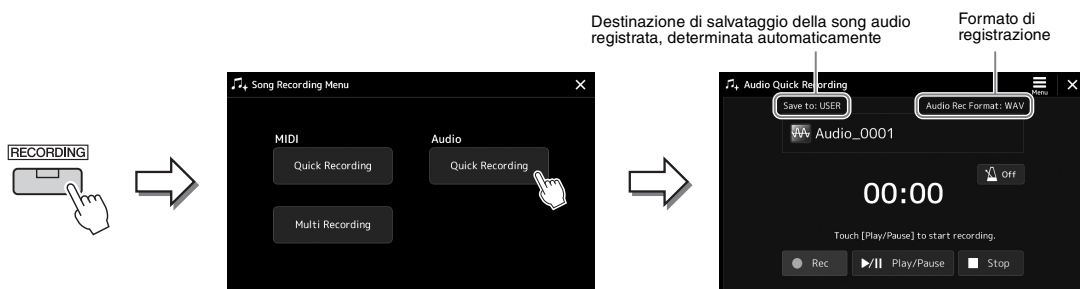 Destinazione di salvataggio della song audio
registrata, determinata automaticamente
Formato di
registrazione
RECORDING
Song Recording Menu
MIDI
Audio
Quick Recording
Quick Recording
Multi Recording
Audio Quick Recording
Menu
Save to: USER
Audio Rec Format: WAV
Audio_0001
Off
00:00
Touch [Play/Pause] to start recording.
Rec
Play/Pause
Stop